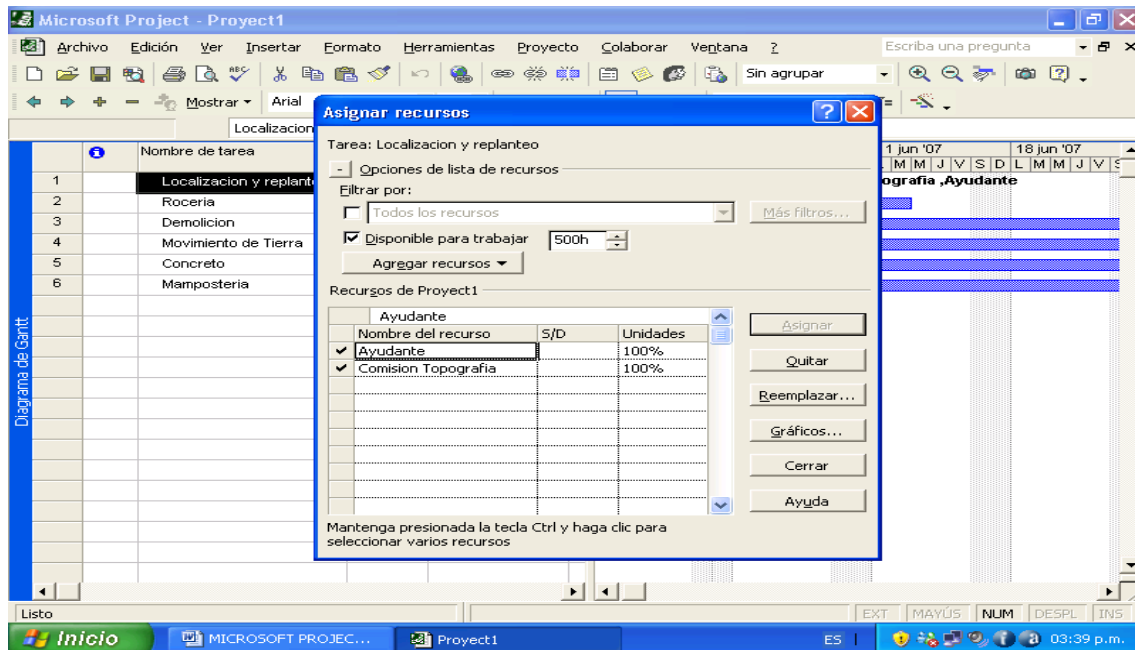 Microsoft Project - Proyect1
Archivo Edición Ver Insertar Formato Herramientas Proyecto Colaborar Ventana ? Escriba una pregunta
Sin agrupar
Mostrar Arial
Localizacion
Nombre de tarea
1 Localizacion y replante
2 Roceria
3 Demolicion
4 Movimiento de Tierra
5 Concreto
6 Mamposteria
Diagrama de Gantt
Asignar recursos
Tarea: Localizacion y replanteo
- Opciones de lista de recursos
Filtrar por:
Todos los recursos Más filtros...
Disponible para trabajar 500h
Agregar recursos
Recursos de Proyect1
Ayudante
Nombre del recurso S/D Unidades
Ayudante 100%
Comision Topografia 100%
Asignar
Quitar
Reemplazar...
Gráficos...
Cerrar
Ayuda
Mantenga presionada la tecla Ctrl y haga clic para
seleccionar varios recursos
1 jun '07 18 jun '07
M M J V S D L M M J V S
ografia ,Ayudante
Listo EXT MAYÚS NUM DESPL INS
Inicio MICROSOFT PROJEC... Proyect1 ES 03:39 p.m.